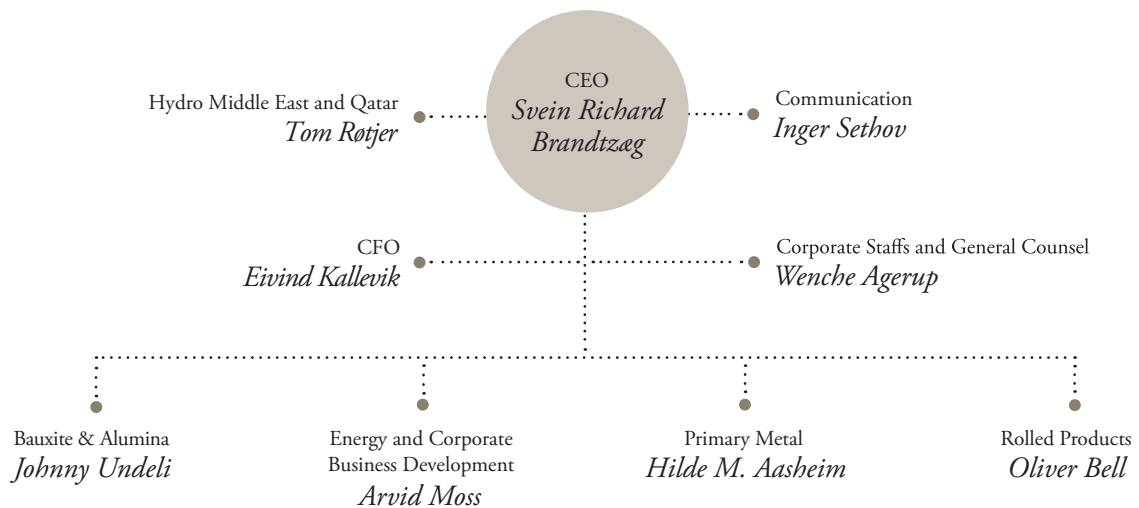 CEO
Svein Richard
Brandtzæg
Hydro Middle East and Qatar
Tom Røtjer
Communication
Inger Sethov
CFO
Eivind Kallevik
Corporate Staffs and General Counsel
Wenche Agerup
Bauxite & Alumina
Johnny Undeli
Energy and Corporate
Business Development
Arvid Moss
Primary Metal
Hilde M. Aasheim
Rolled Products
Oliver Bell